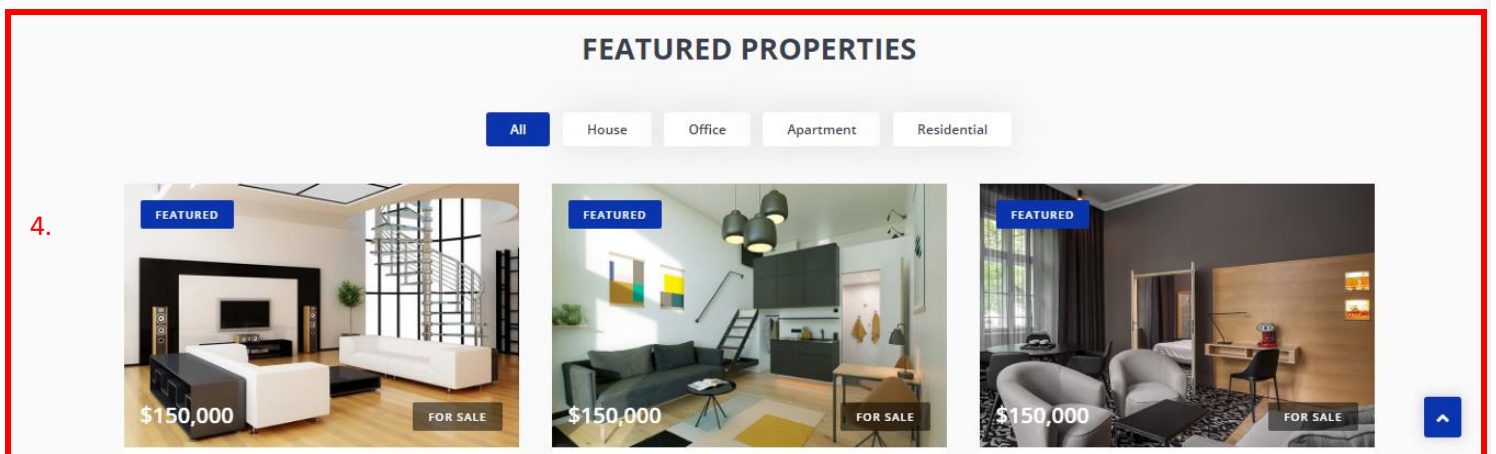 FEATURED PROPERTIES
All House Office Apartment Residential
4.
FEATURED FEATURED FEATURED
$150,000 FOR SALE $150,000 FOR SALE $150,000 FOR SALE